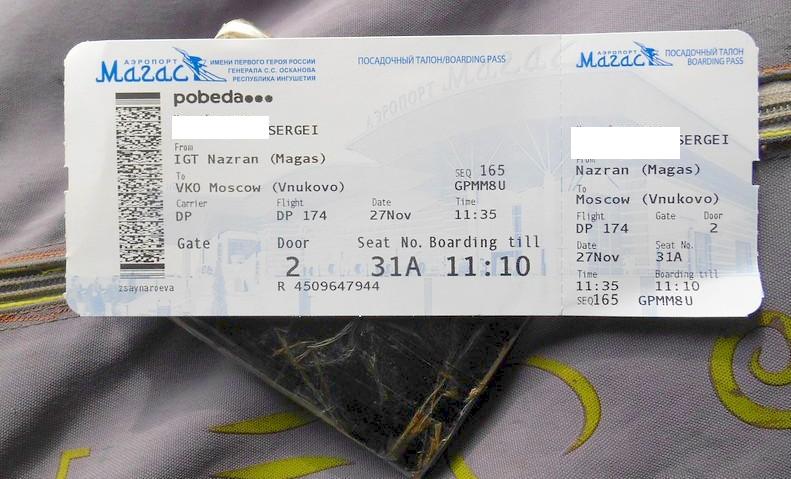 АЭРОПОРТ
Магас
ИМЕНИ ПЕРВОГО ГЕРОЯ РОССИИ
ГЕНЕРАЛА С.С. ОСКАНОВА
РЕСПУБЛИКА ИНГУШЕТИЯ
ПОСАДОЧНЫЙ ТАЛОН/BOARDING PASS
pobeda
SERGEI
From
IGT Nazran (Magas)
To
VKO Moscow (Vnukovo)
SEQ 165
GPMM8U
Carrier Flight Date Time
DP DP 174 27Nov 11:35
Gate Door Seat No. Boarding till
2 31A 11:10
R 4509647944
zsaynaroeva
АЭРОПОРТ
Магас
ПОСАДОЧНЫЙ ТАЛОН
BOARDING PASS
SERGEI
From
Nazran (Magas)
To
Moscow (Vnukovo)
Flight Gate Door
DP 174 2
Date Seat No.
27Nov 31A
Time Boarding till
11:35 11:10
SEQ165 GPMM8U